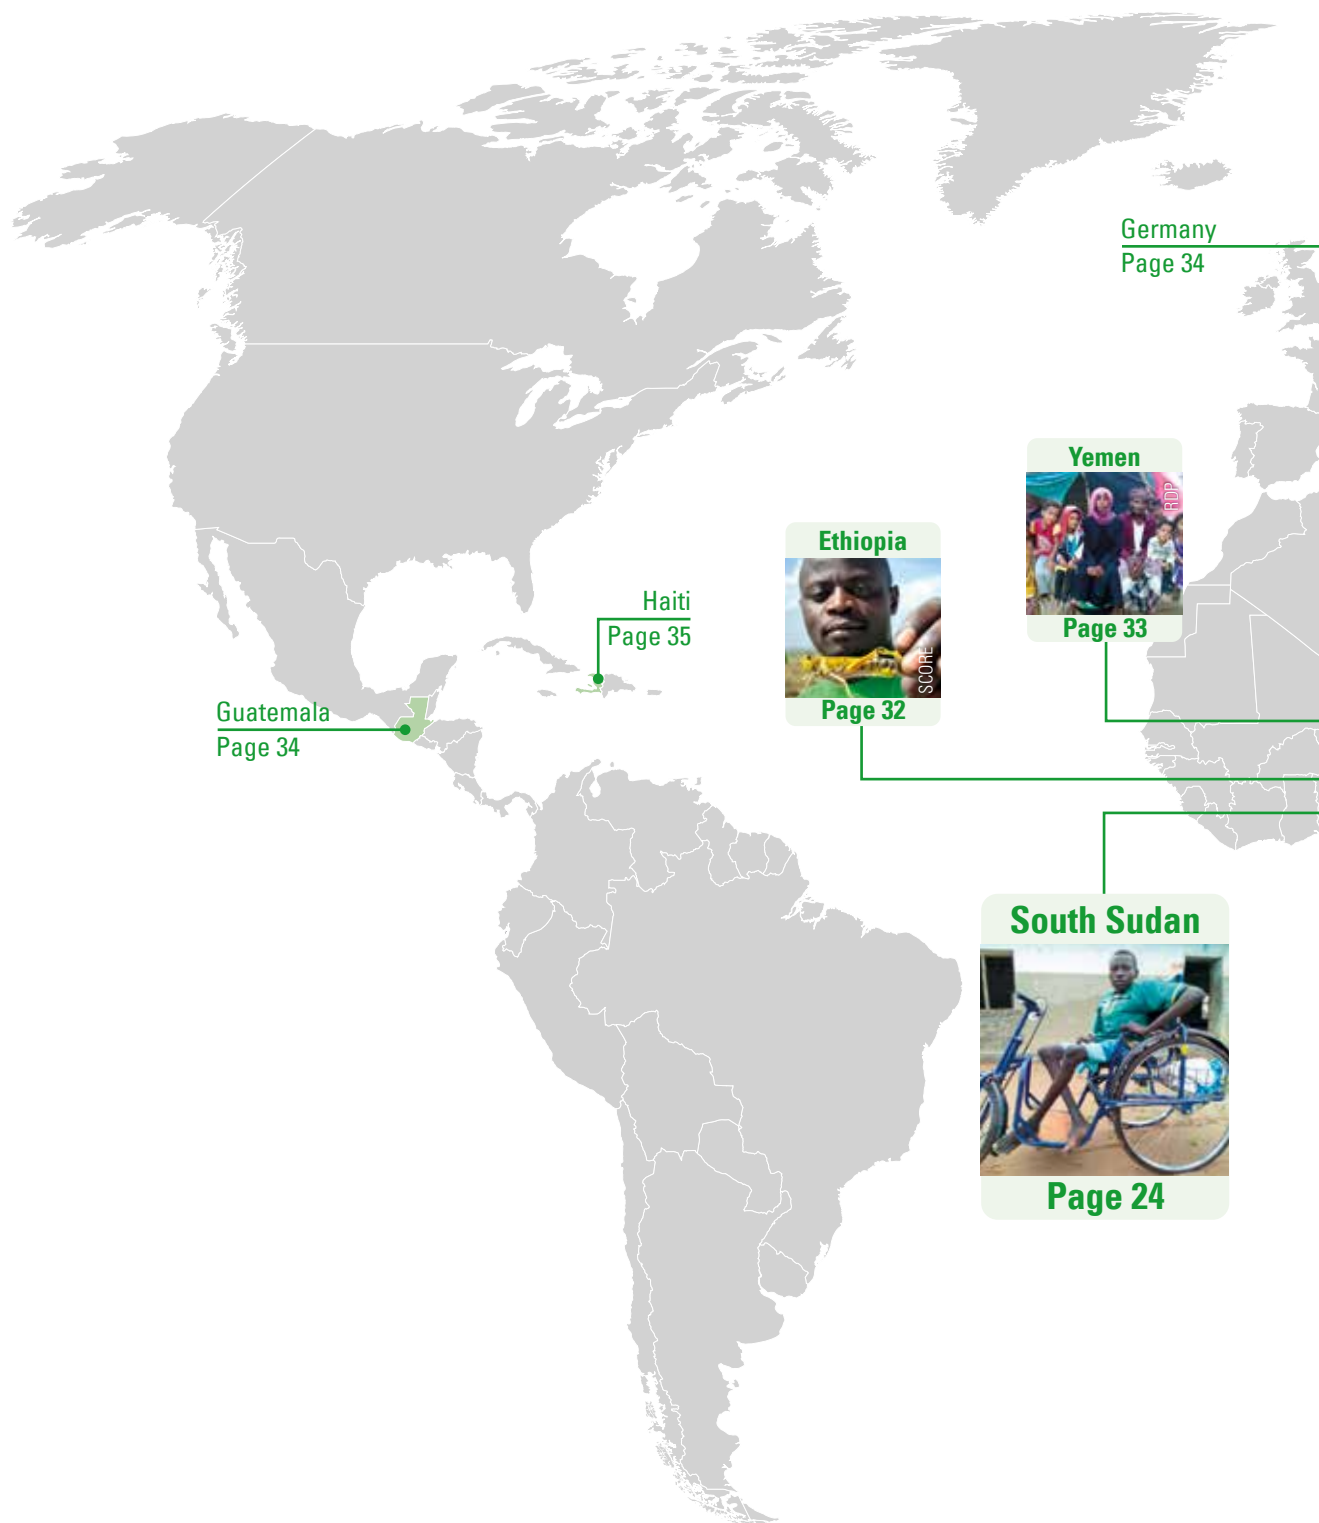 Germany
Page 34
Yemen
RDP
Page 33
Ethiopia
SCORE
Page 32
Haiti
Page 35
Guatemala
Page 34
South Sudan
Page 24